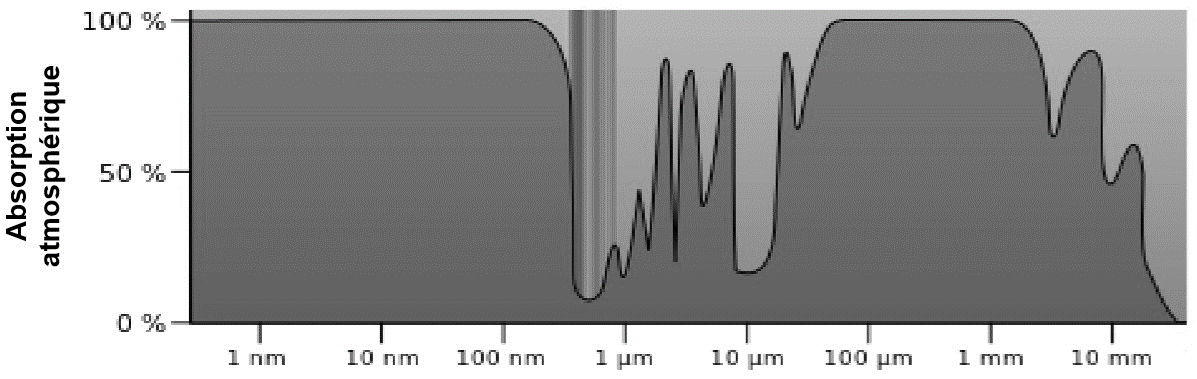 Absorption
atmosphérique
100 %
50 %
0 %
1 nm
10 nm
100 nm
1 µm
10 µm
100 µm
1 mm
10 mm